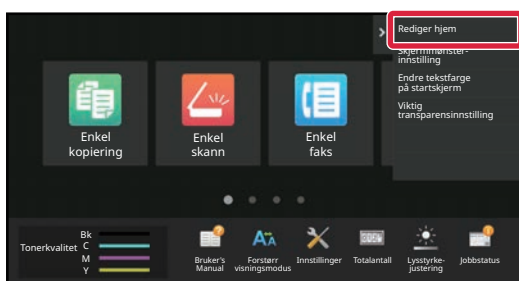 Rediger hjem
Skjermmønster-
innstilling
Endre tekstfarge
på startskjerm
Viktig
transparensinnstilling
Enkel
kopiering
Enkel
skann
Enkel
faks
Tonerkvalitet
Bk
C
M
Y
Bruker's
Manual
Forstørr
visningsmodus
Innstillinger
Totalantall
Lysstyrke-
justering
Jobbstatus